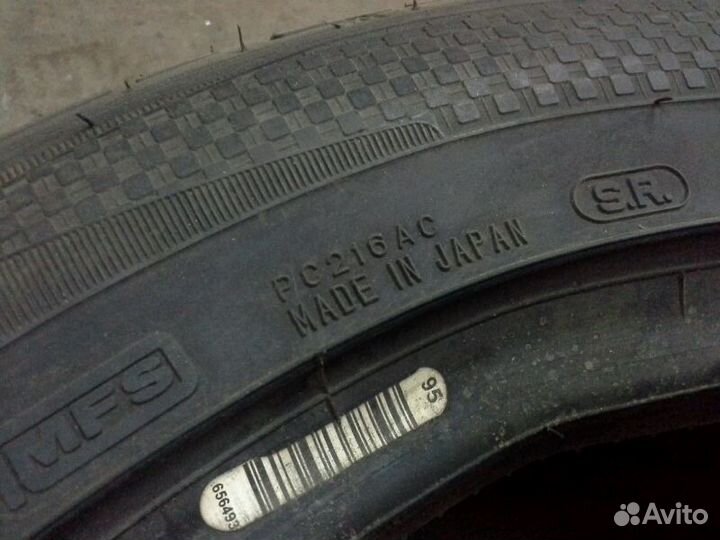 S.R.
PC216AC
MADE IN JAPAN
MFS
95
656493
Avito